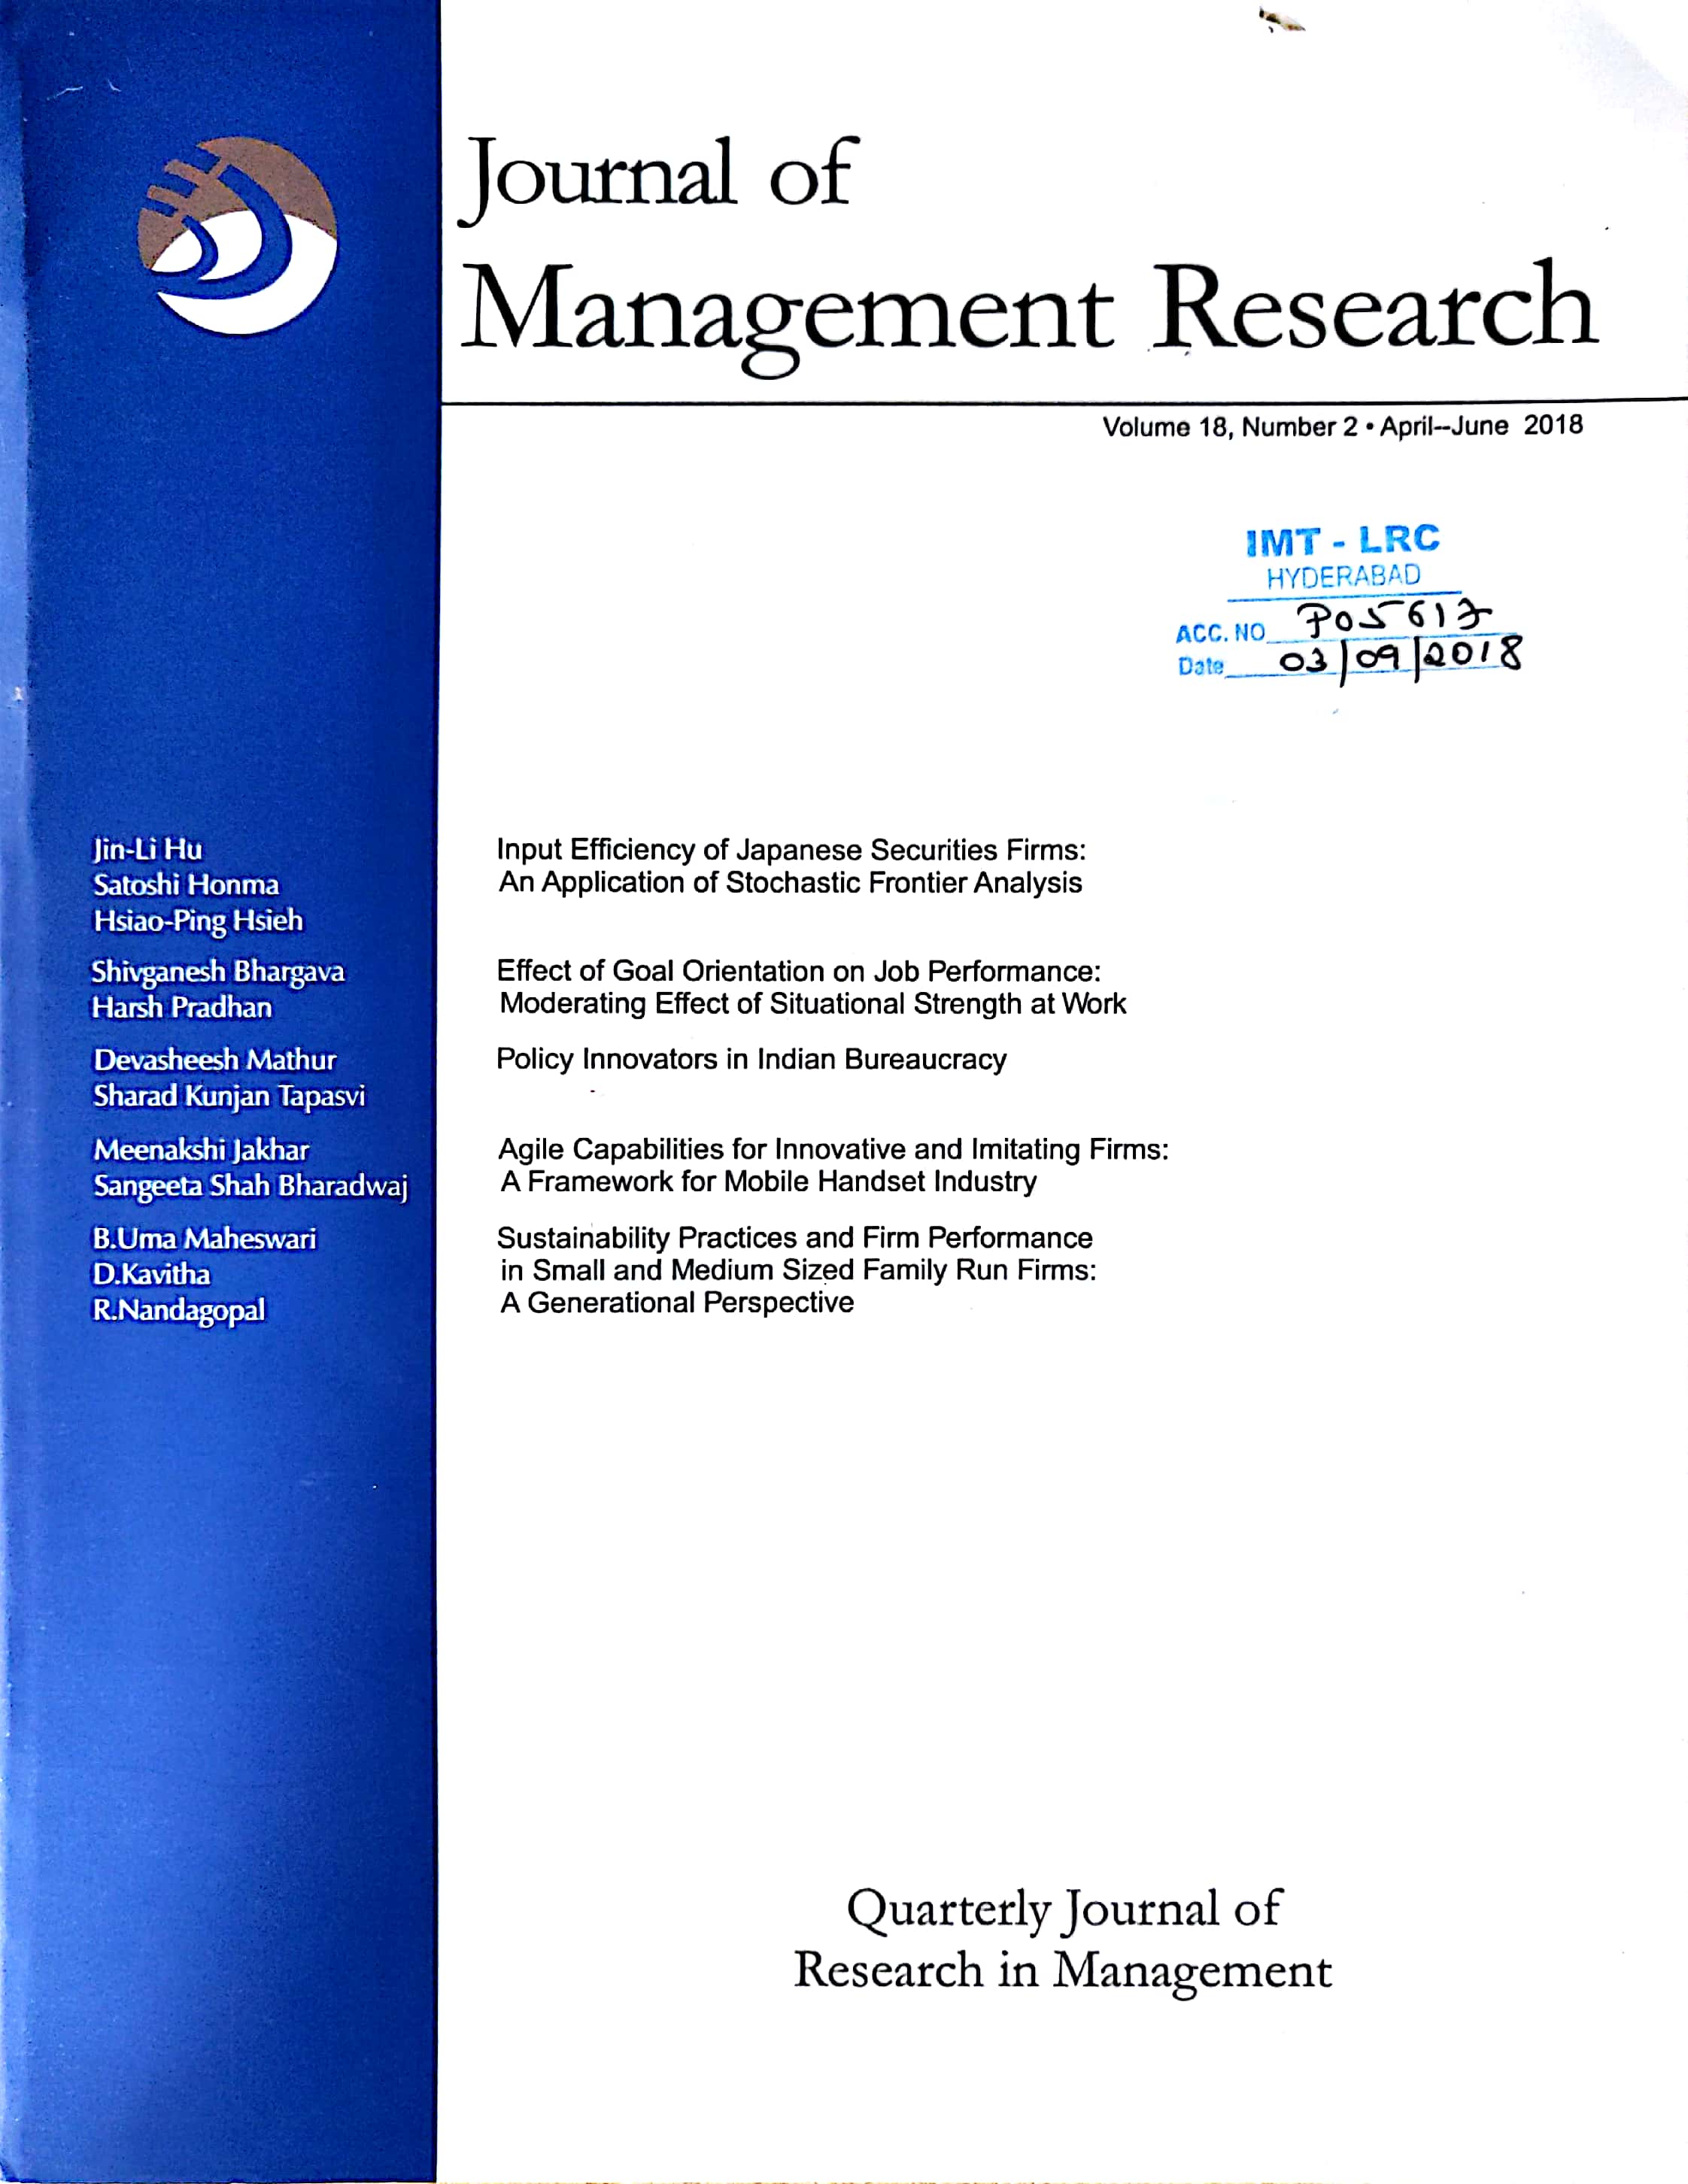 Journal of
Management Research
Volume 18, Number 2 • April--June 2018
IMT - LRC
HYDERABAD
ACC. NO P05617
Date 03/09/2018
Jin-Li Hu
Satoshi Honma
Hsiao-Ping Hsieh
Input Efficiency of Japanese Securities Firms:
An Application of Stochastic Frontier Analysis
Shivganesh Bhargava
Harsh Pradhan
Effect of Goal Orientation on Job Performance:
Moderating Effect of Situational Strength at Work
Devasheesh Mathur
Sharad Kunjan Tapasvi
Policy Innovators in Indian Bureaucracy
Meenakshi Jakhar
Sangeeta Shah Bharadwaj
Agile Capabilities for Innovative and Imitating Firms:
A Framework for Mobile Handset Industry
B.Uma Maheswari
D.Kavitha
R.Nandagopal
Sustainability Practices and Firm Performance
in Small and Medium Sized Family Run Firms:
A Generational Perspective
Quarterly Journal of
Research in Management